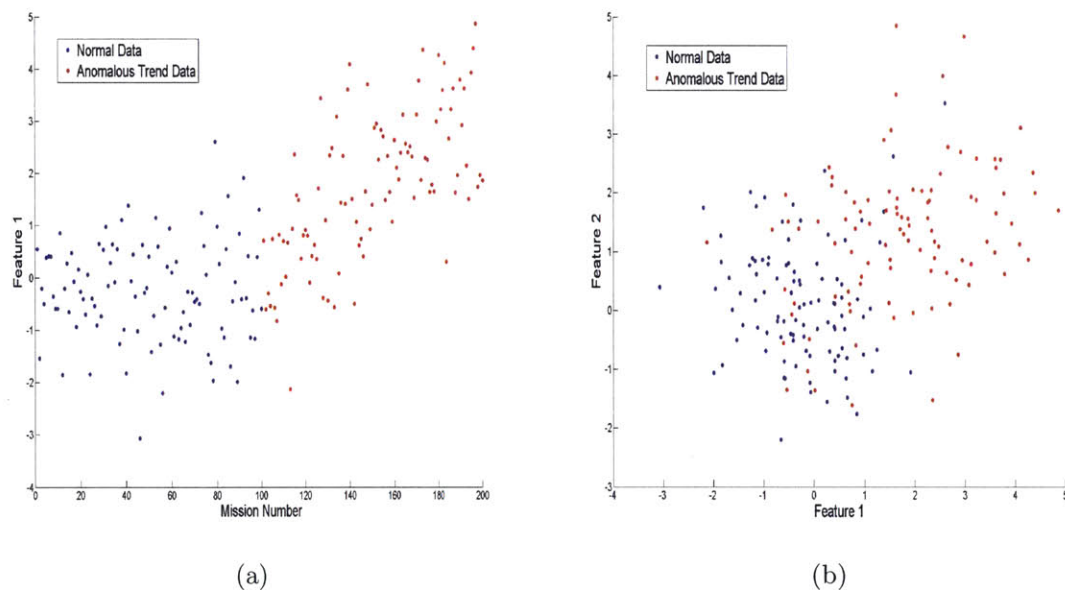 5
4
3
2
1
0
-1
-2
-3
-4
Feature 1
Normal Data
Anomalous Trend Data
0 20 40 60 80 100 120 140 160 180 200
Mission Number
(a)
5
4
3
2
1
0
-1
-2
-3
Feature 2
Normal Data
Anomalous Trend Data
-4 -3 -2 -1 0 1 2 3 4 5
Feature 1
(b)